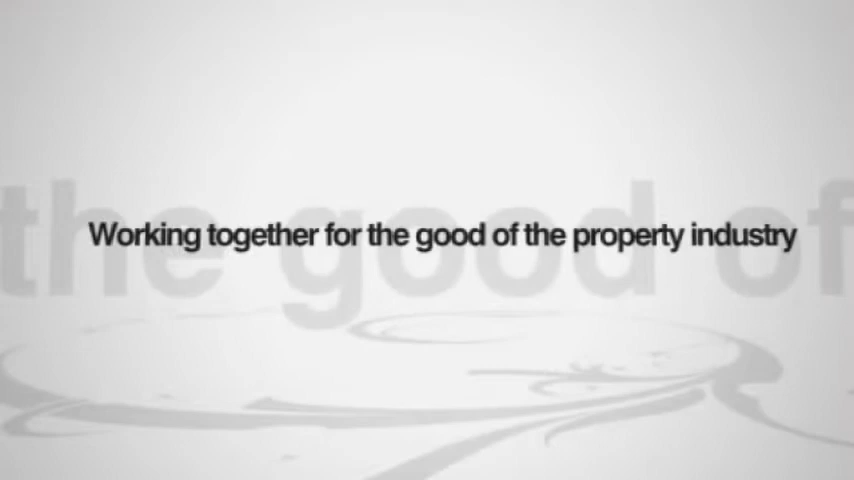 the good of
Working together for the good of the property industry